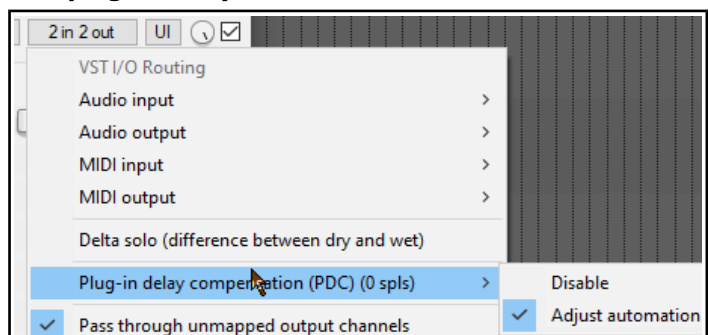 2 in 2 out UI
VST I/O Routing
Audio input
Audio output
MIDI input
MIDI output
Delta solo (difference between dry and wet)
Plug-in delay compensation (PDC) (0 spls)
Disable
Adjust automation
Pass through unmapped output channels